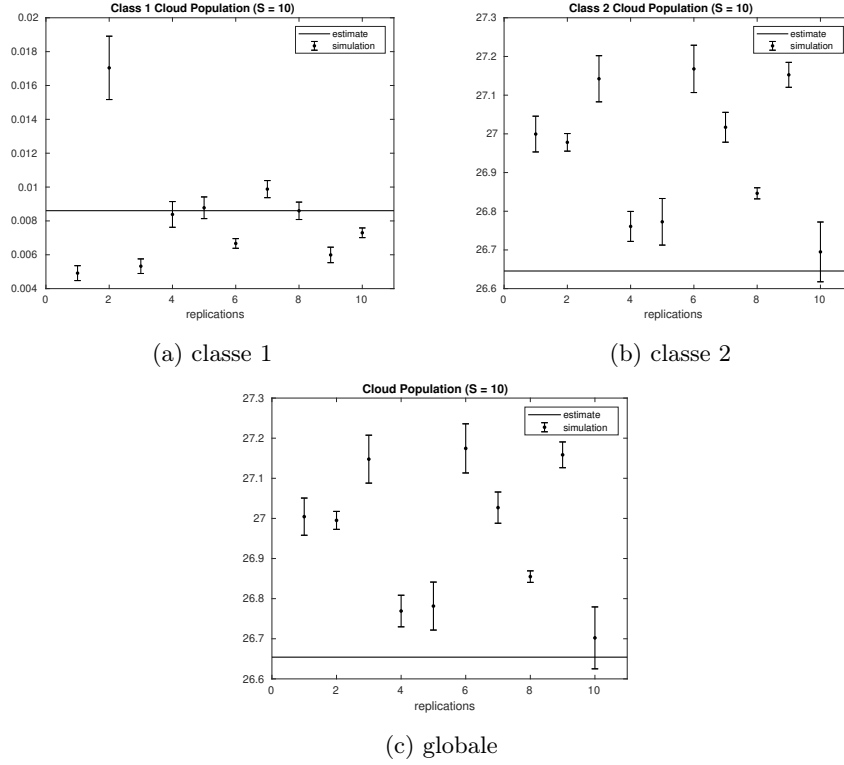 Class 1 Cloud Population (S = 10)
0.02
0.018
0.016
0.014
0.012
0.01
0.008
0.006
0.004
0 2 4 6 8 10
replications
estimate
simulation
(a) classe 1
Class 2 Cloud Population (S = 10)
27.3
27.2
27.1
27
26.9
26.8
26.7
26.6
0 2 4 6 8 10
replications
estimate
simulation
(b) classe 2
Cloud Population (S = 10)
27.3
27.2
27.1
27
26.9
26.8
26.7
26.6
0 2 4 6 8 10
replications
estimate
simulation
(c) globale